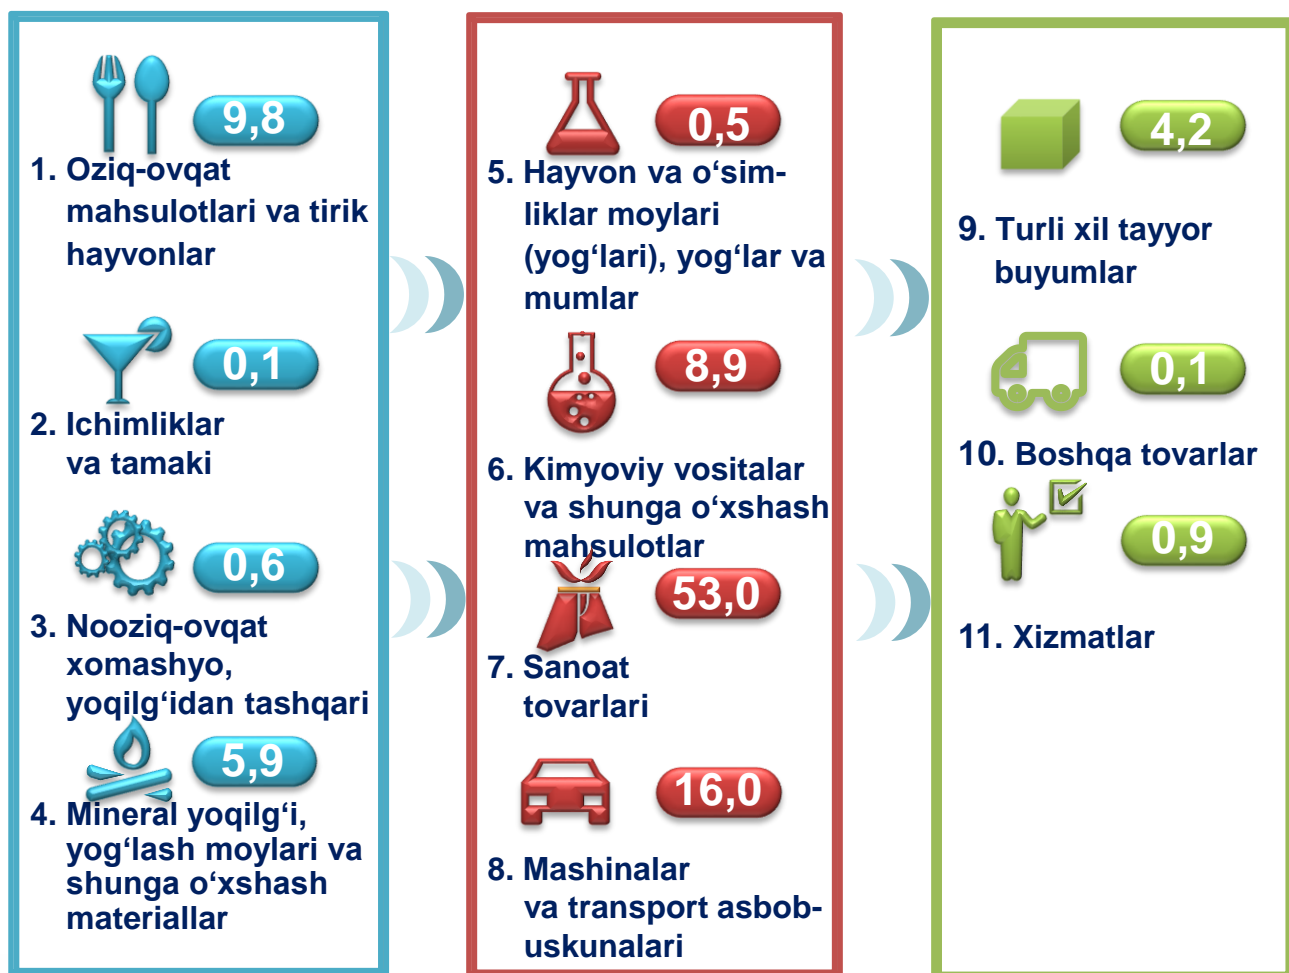 9,8
1. Oziq-ovqat
mahsulotlari va tirik
hayvonlar
0,1
2. Ichimliklar
va tamaki
0,6
3. Nooziq-ovqat
xomashyo,
yoqilg‘idan tashqari
5,9
4. Mineral yoqilg‘i,
yog‘lash moylari va
shunga o‘xshash
materiallar
0,5
5. Hayvon va o‘sim-
liklar moylari
(yog‘lari), yog‘lar va
mumlar
8,9
6. Kimyoviy vositalar
va shunga o‘xshash
mahsulotlar
53,0
7. Sanoat
tovarlari
16,0
8. Mashinalar
va transport asbob-
uskunalari
4,2
9. Turli xil tayyor
buyumlar
0,1
10. Boshqa tovarlar
0,9
11. Xizmatlar